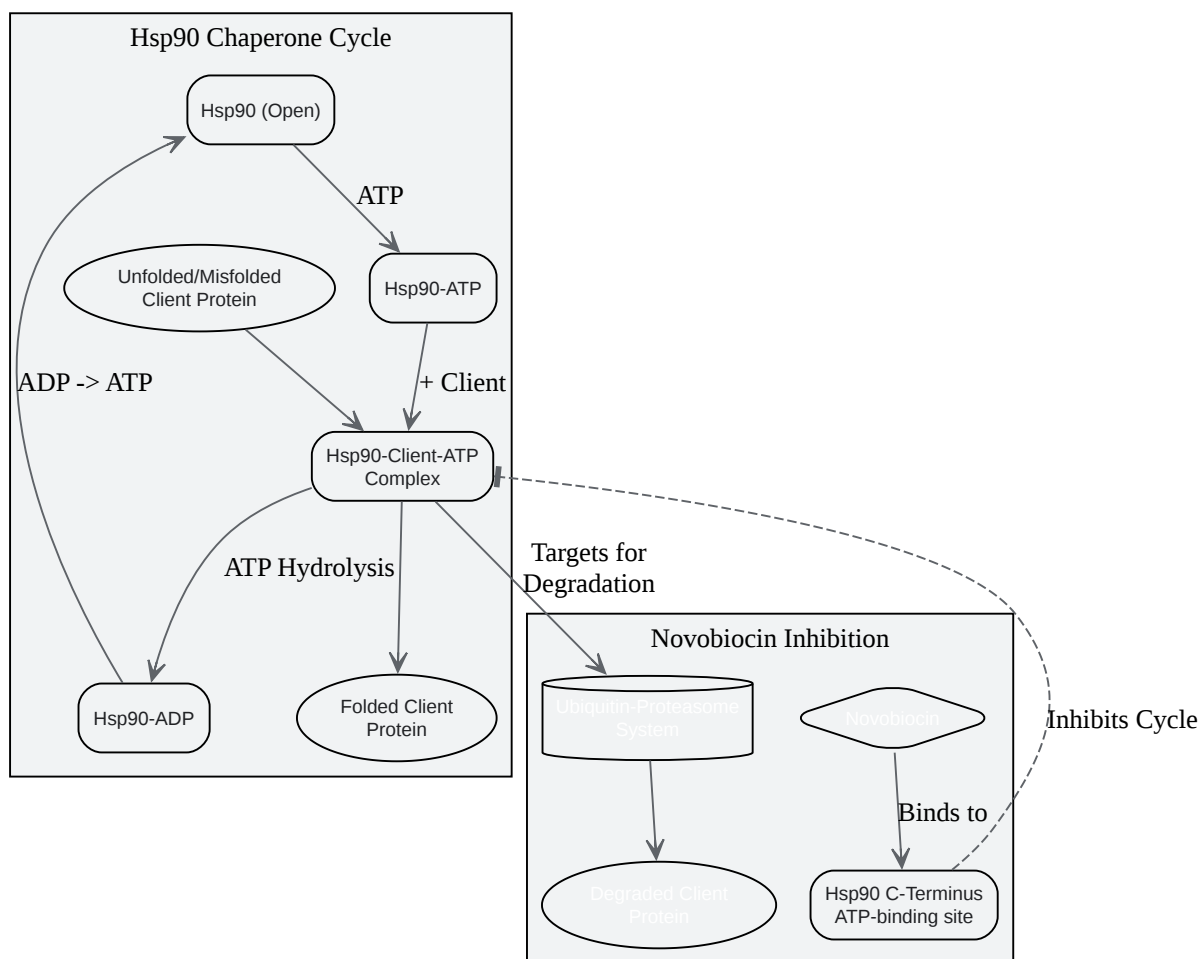 Hsp90 Chaperone Cycle
Hsp90 (Open)
ATP
Unfolded/Misfolded
Client Protein
Hsp90-ATP
ADP -> ATP
+ Client
Hsp90-Client-ATP
Complex
ATP Hydrolysis
Targets for
Degradation
Novobiocin Inhibition
Hsp90-ADP
Folded Client
Protein
Ubiquitin-Proteasome
System
Novobiocin
Inhibits Cycle
Binds to
Degraded Client
Protein
Hsp90 C-Terminus
ATP-binding site